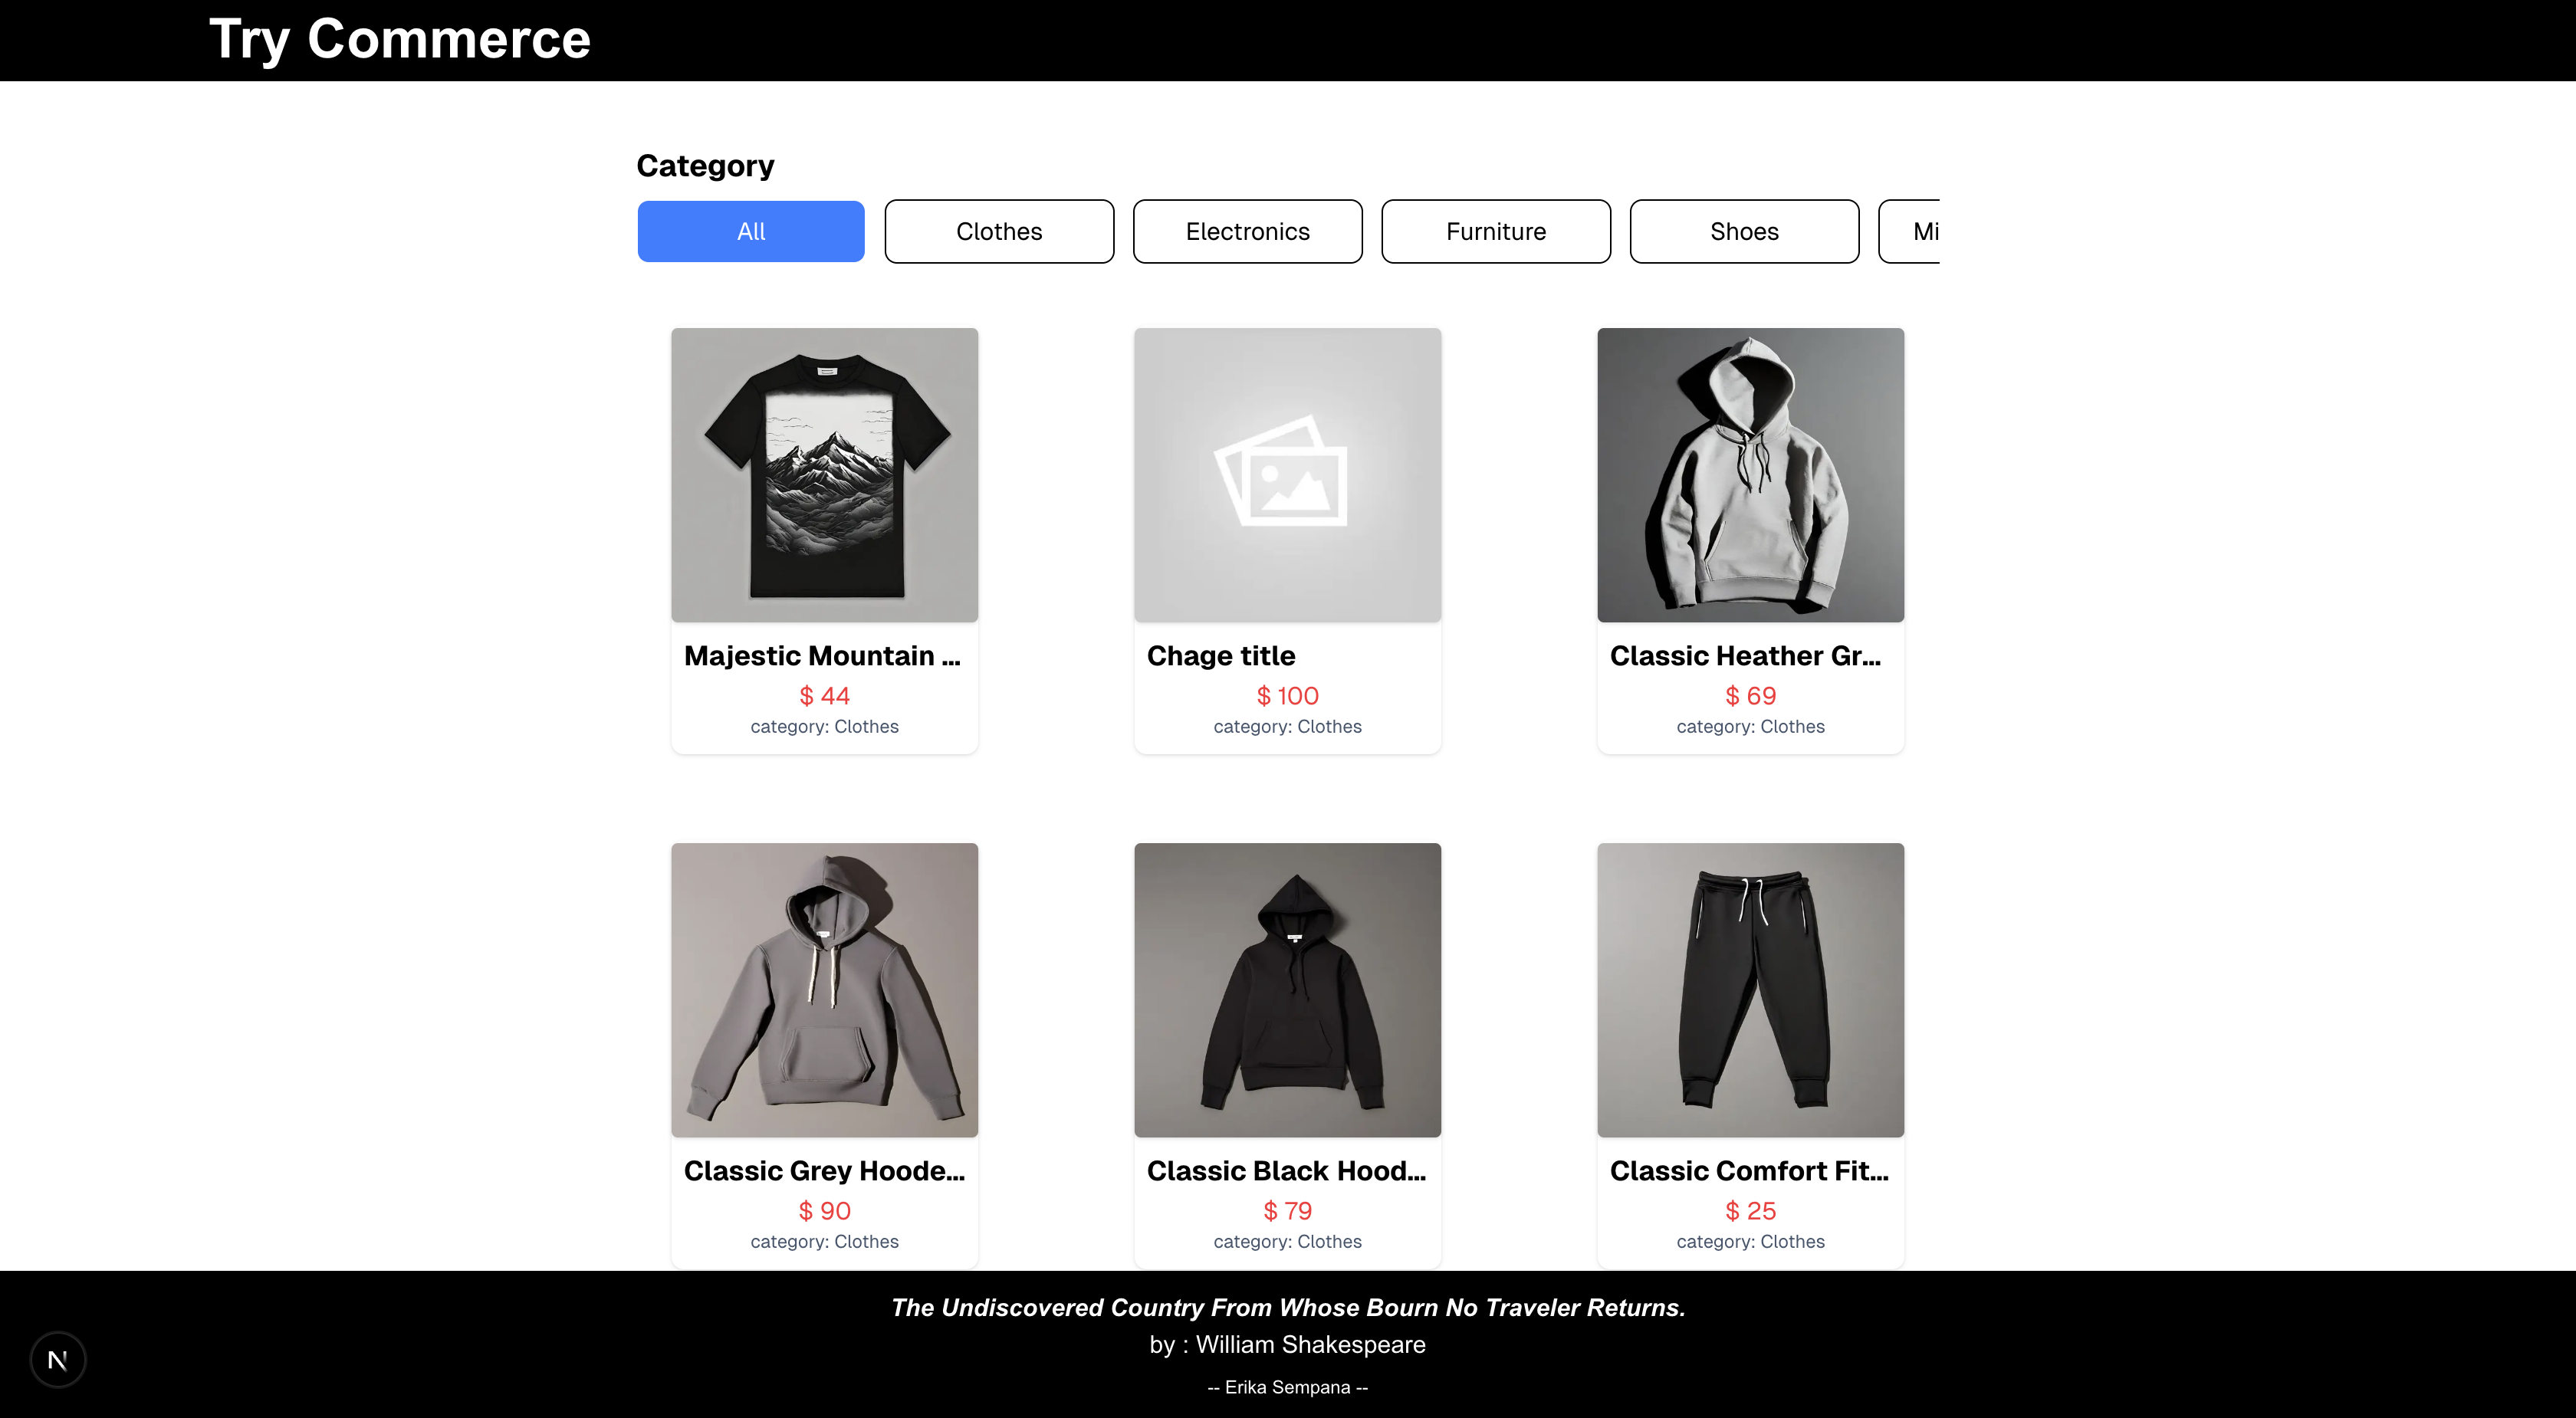 Try Commerce
Category
All
Clothes
Electronics
Furniture
Shoes
Mi
Majestic Mountain ...
$ 44
category: Clothes
Chage title
$ 100
category: Clothes
Classic Heather Gr...
$ 69
category: Clothes
Classic Grey Hoode...
$ 90
category: Clothes
Classic Black Hood...
$ 79
category: Clothes
Classic Comfort Fit...
$ 25
category: Clothes
The Undiscovered Country From Whose Bourn No Traveler Returns.
by : William Shakespeare
-- Erika Sempana --
N